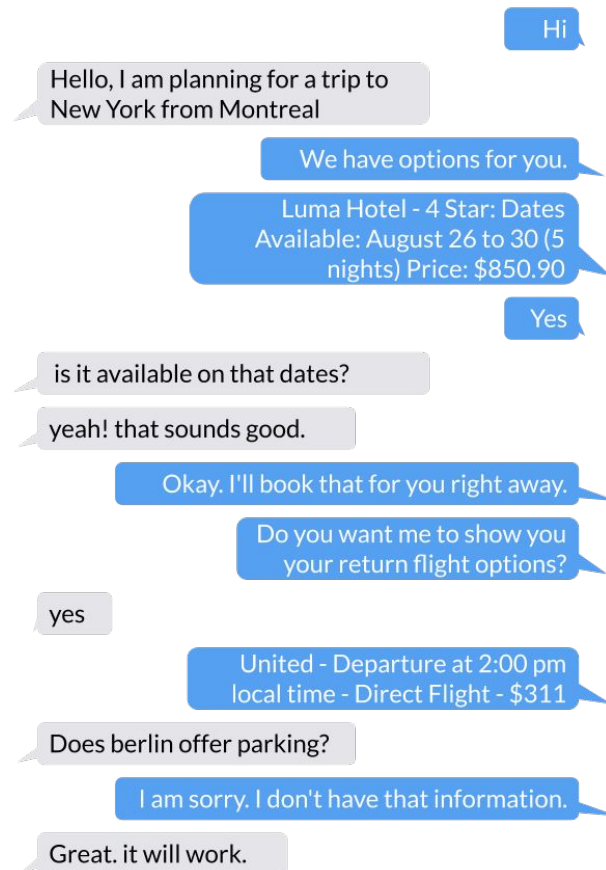 Hi
Hello, I am planning for a trip to
New York from Montreal
We have options for you.
Luma Hotel - 4 Star: Dates
Available: August 26 to 30 (5
nights) Price: $850.90
Yes
is it available on that dates?
yeah! that sounds good.
Okay. I'll book that for you right away.
Do you want me to show you
your return flight options?
yes
United - Departure at 2:00 pm
local time - Direct Flight - $311
Does berlin offer parking?
I am sorry. I don't have that information.
Great. it will work.